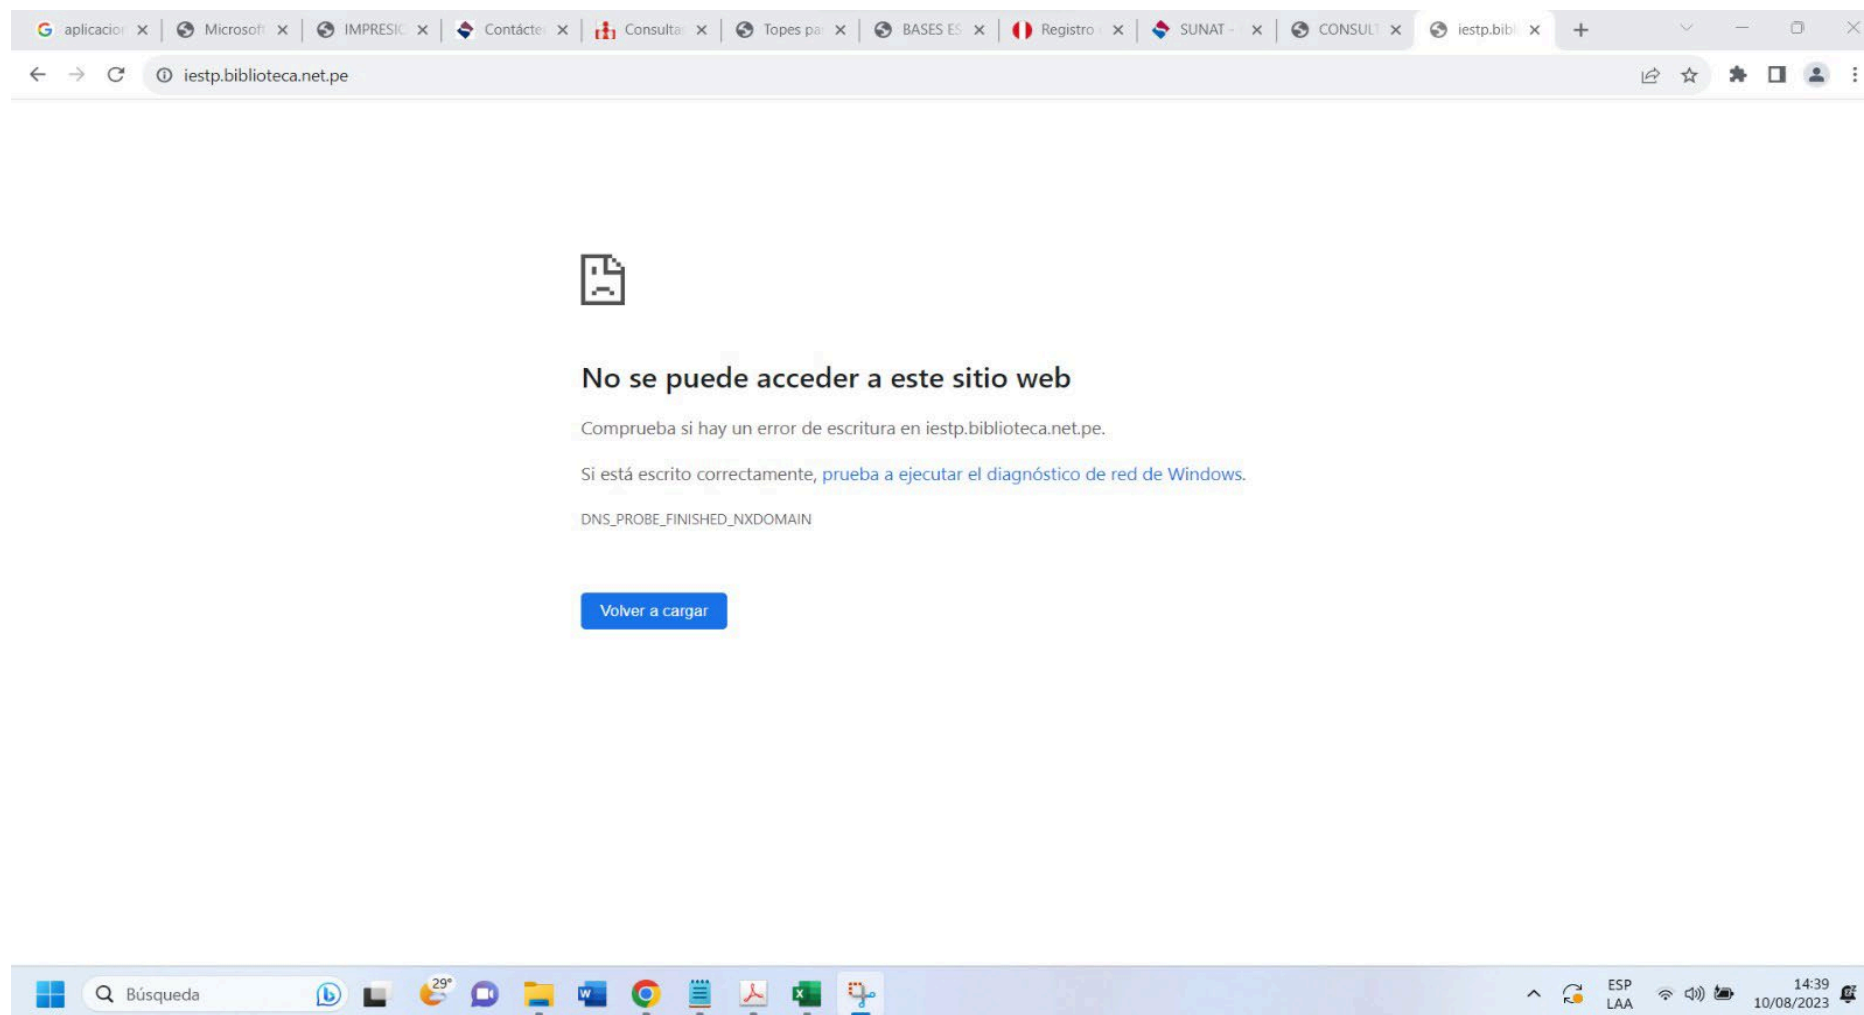 aplicacion
Microsoft
IMPRESIC
Contácte
Consulta
Topes pa
BASES ES
Registro
SUNAT -
CONSULT
iestp.bibl
iestp.biblioteca.net.pe
No se puede acceder a este sitio web
Comprueba si hay un error de escritura en iestp.biblioteca.net.pe.
Si está escrito correctamente, prueba a ejecutar el diagnóstico de red de Windows.
DNS_PROBE_FINISHED_NXDOMAIN
Volver a cargar
Búsqueda
29°
ESP
LAA
14:39
10/08/2023